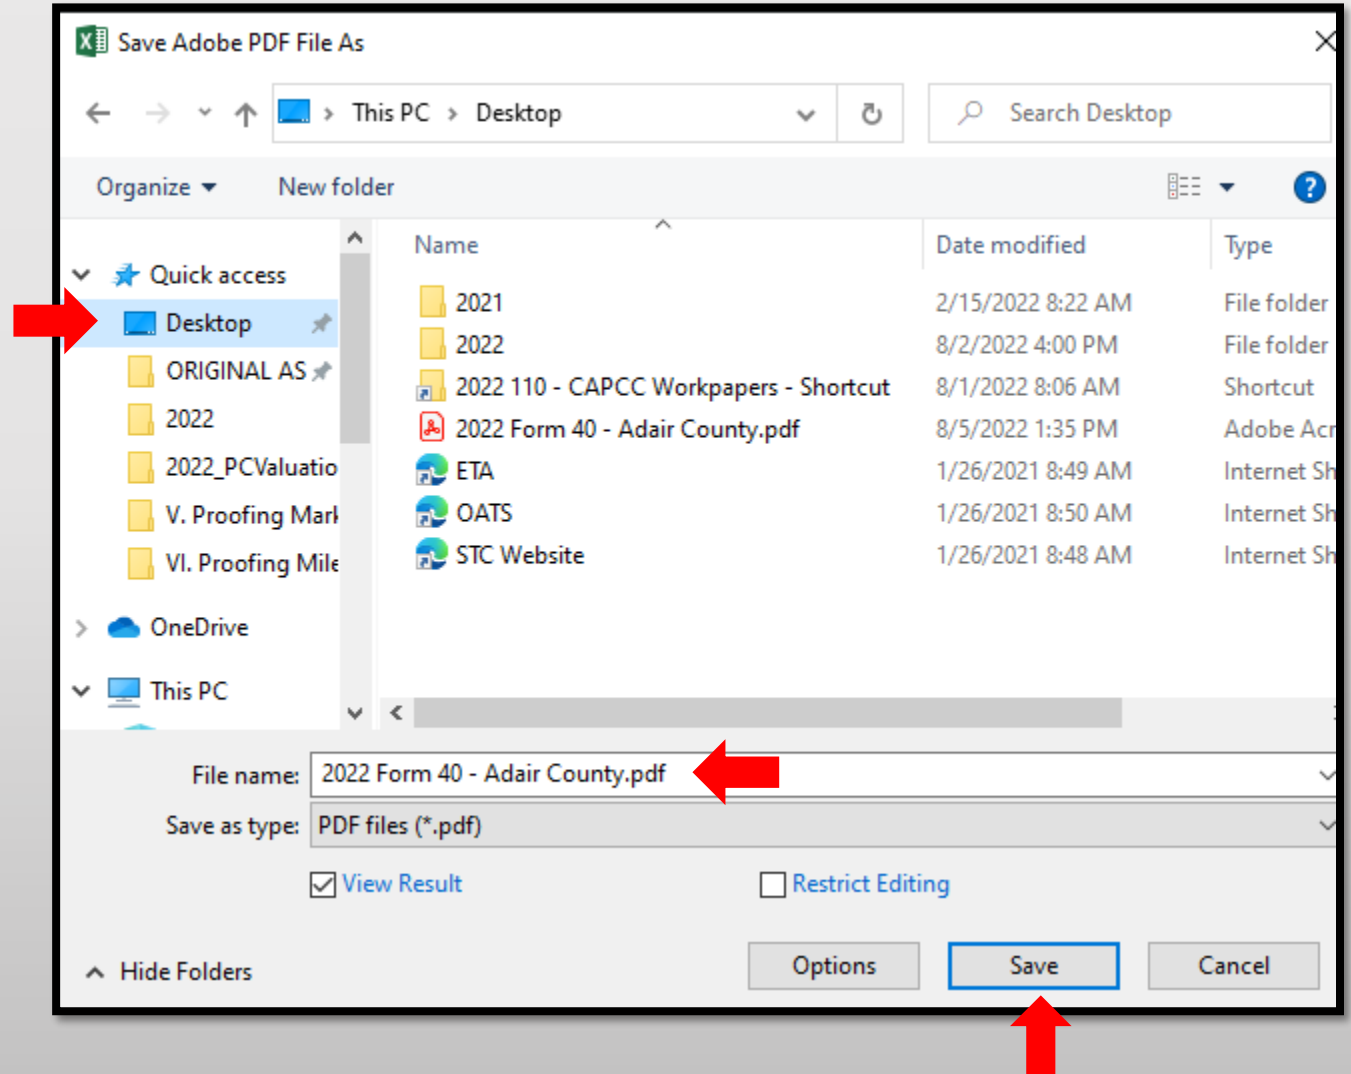 Save Adobe PDF File As
This PC > Desktop
Search Desktop
Organize
New folder
Name
Date modified
Type
Quick access
Desktop
ORIGINAL AS
2022
2022_PCValuatio
V. Proofing Mark
VI. Proofing Mile
OneDrive
This PC
2021 2/15/2022 8:22 AM File folder
2022 8/2/2022 4:00 PM File folder
2022 110 - CAPCC Workpapers - Shortcut 8/1/2022 8:06 AM Shortcut
2022 Form 40 - Adair County.pdf 8/5/2022 1:35 PM Adobe Acr
ETA 1/26/2021 8:49 AM Internet Sh
OATS 1/26/2021 8:50 AM Internet Sh
STC Website 1/26/2021 8:48 AM Internet Sh
File name: 2022 Form 40 - Adair County.pdf
Save as type: PDF files (*.pdf)
View Result
Restrict Editing
Hide Folders
Options
Save
Cancel